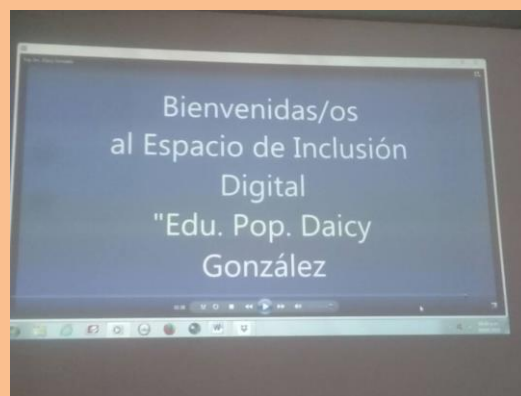 Bienvenidas/os
al Espacio de Inclusión
Digital
"Edu. Pop. Daicy
González